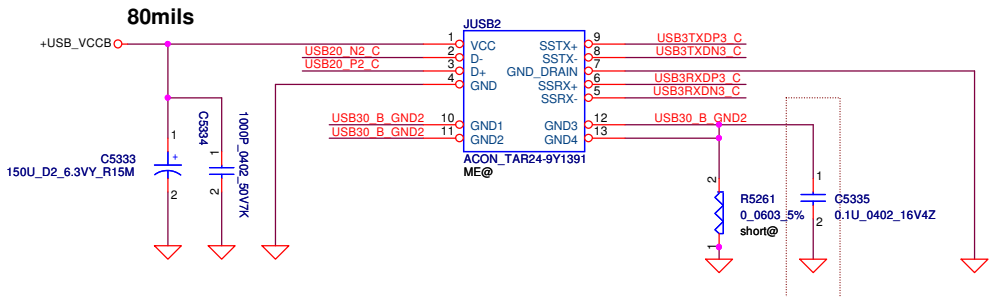 80mils
JUSB2
+USB_VCCB
1
VCC
SSTX+
9
USB3TXDP3_C
USB20_N2_C
2
D-
SSTX-
8
USB3TXDN3_C
USB20_P2_C
3
D+
GND_DRAIN
7
4
GND
SSRX+
6
USB3RXDP3_C
SSRX-
5
USB3RXDN3_C
USB30_B_GND2
10
GND1
GND3
12
USB30_B_GND2
USB30_B_GND2
11
GND2
GND4
13
ACON_TAR24-9Y1391
ME@
1
+
2
C5333
150U_D2_6.3VY_R15M
1
2
C5334
1000P_0402_50V7K
2
1
R5261
0_0603_5%
short@
1
2
C5335
0.1U_0402_16V4Z